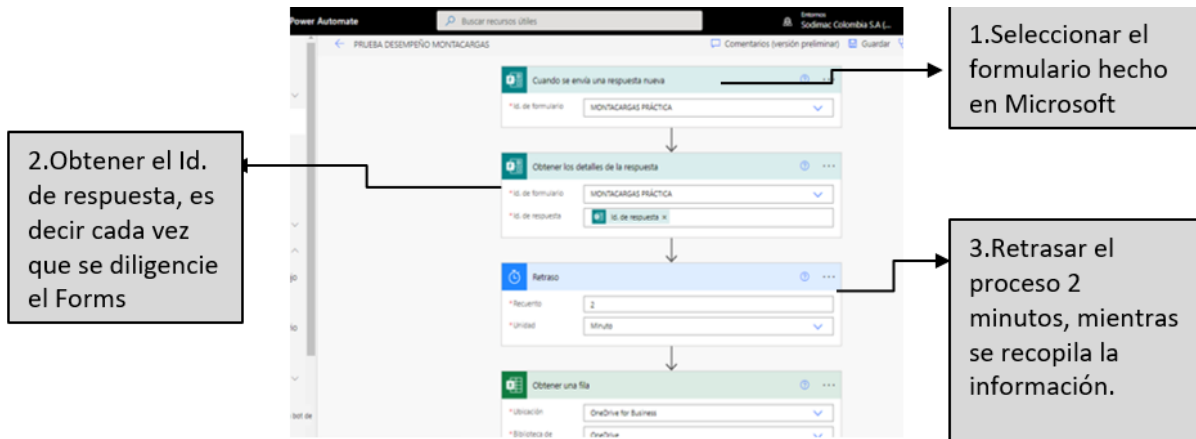 Power Automate
Buscar recursos útiles
Entornos
Sodimac Colombia S.A (...
PRUEBA DESEMPEÑO MONTACARGAS
Comentarios (versión preliminar)
Guardar
1.Seleccionar el
formulario hecho
en Microsoft
Cuando se envía una respuesta nueva
*Id. de formulario
MONTACARGAS PRÁCTICA
2.Obtener el Id.
de respuesta, es
decir cada vez
que se diligencie
el Forms
Obtener los detalles de la respuesta
*Id. de formulario
MONTACARGAS PRÁCTICA
*Id. de respuesta
Id. de respuesta ×
3.Retrasar el
proceso 2
minutos, mientras
se recopila la
información.
Retraso
*Recuento
2
*Unidad
Minuto
Obtener una fila
*Ubicación
OneDrive for Business
*Biblioteca de
OneDrive
bot de